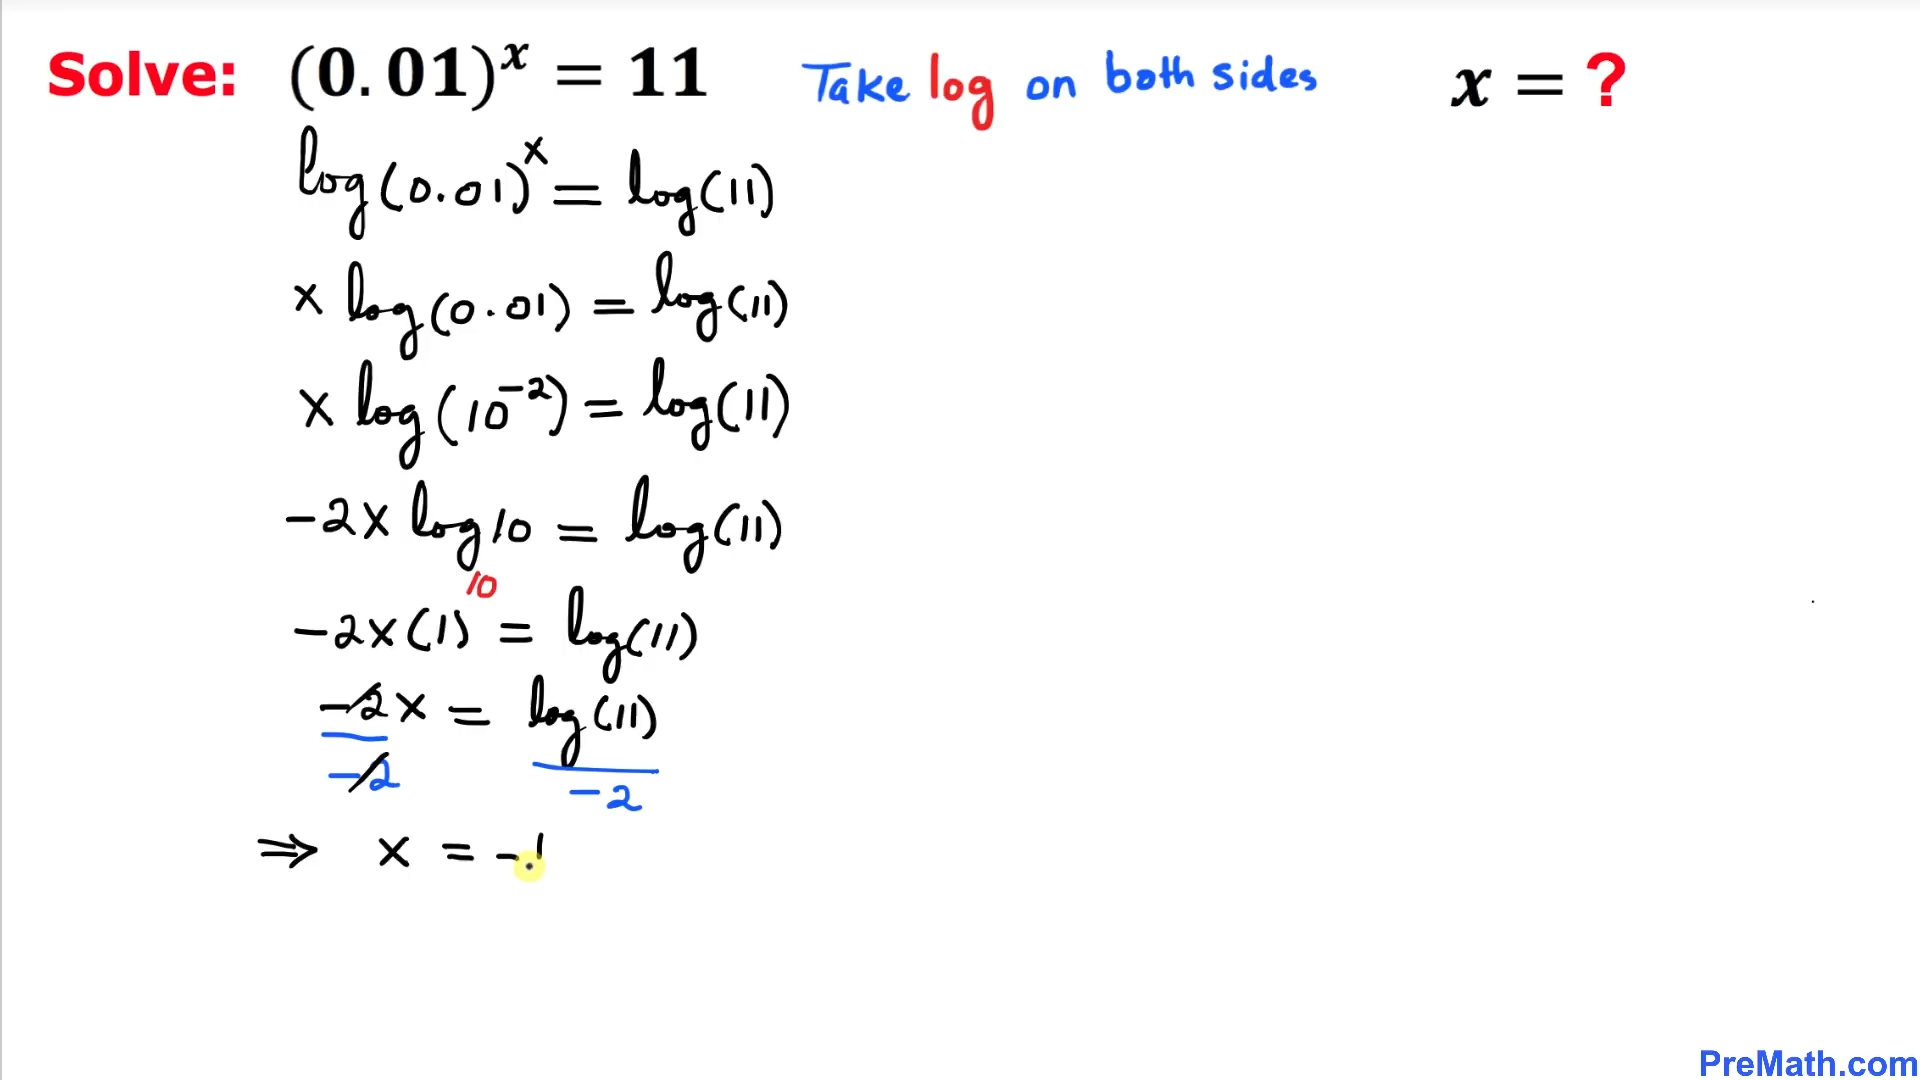 Solve: (0.01)^x = 11 Take log on both sides x = ?
log(0.01)^x = log(11)
x log(0.01) = log(11)
x log(10^-2) = log(11)
-2x log_10 10 = log(11)
-2x(1) = log(11)
-2x/-2 = log(11)/-2
⇒ x = -1
PreMath.com